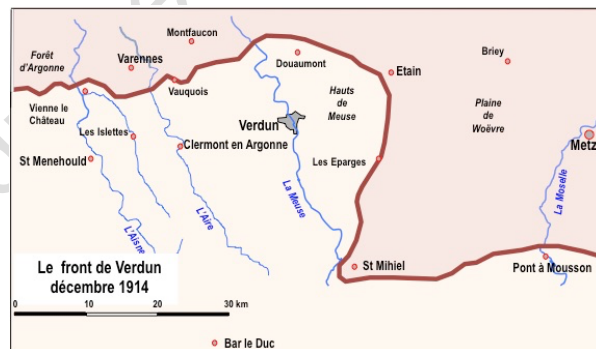 Montfaucon
Forêt
d'Argonne
Varennes
Douaumont
Briey
Etain
Vauquois
Hauts
de
Meuse
Plaine
de
Woëvre
Vienne le
Château
Verdun
Les Islettes
Metz
Clermont en Argonne
St Menehould
Les Eparges
La Meuse
La Moselle
L'Aire
L'Aisne
St Mihiel
Pont à Mousson
Le front de Verdun
décembre 1914
0 10 20 30 km
Bar le Duc